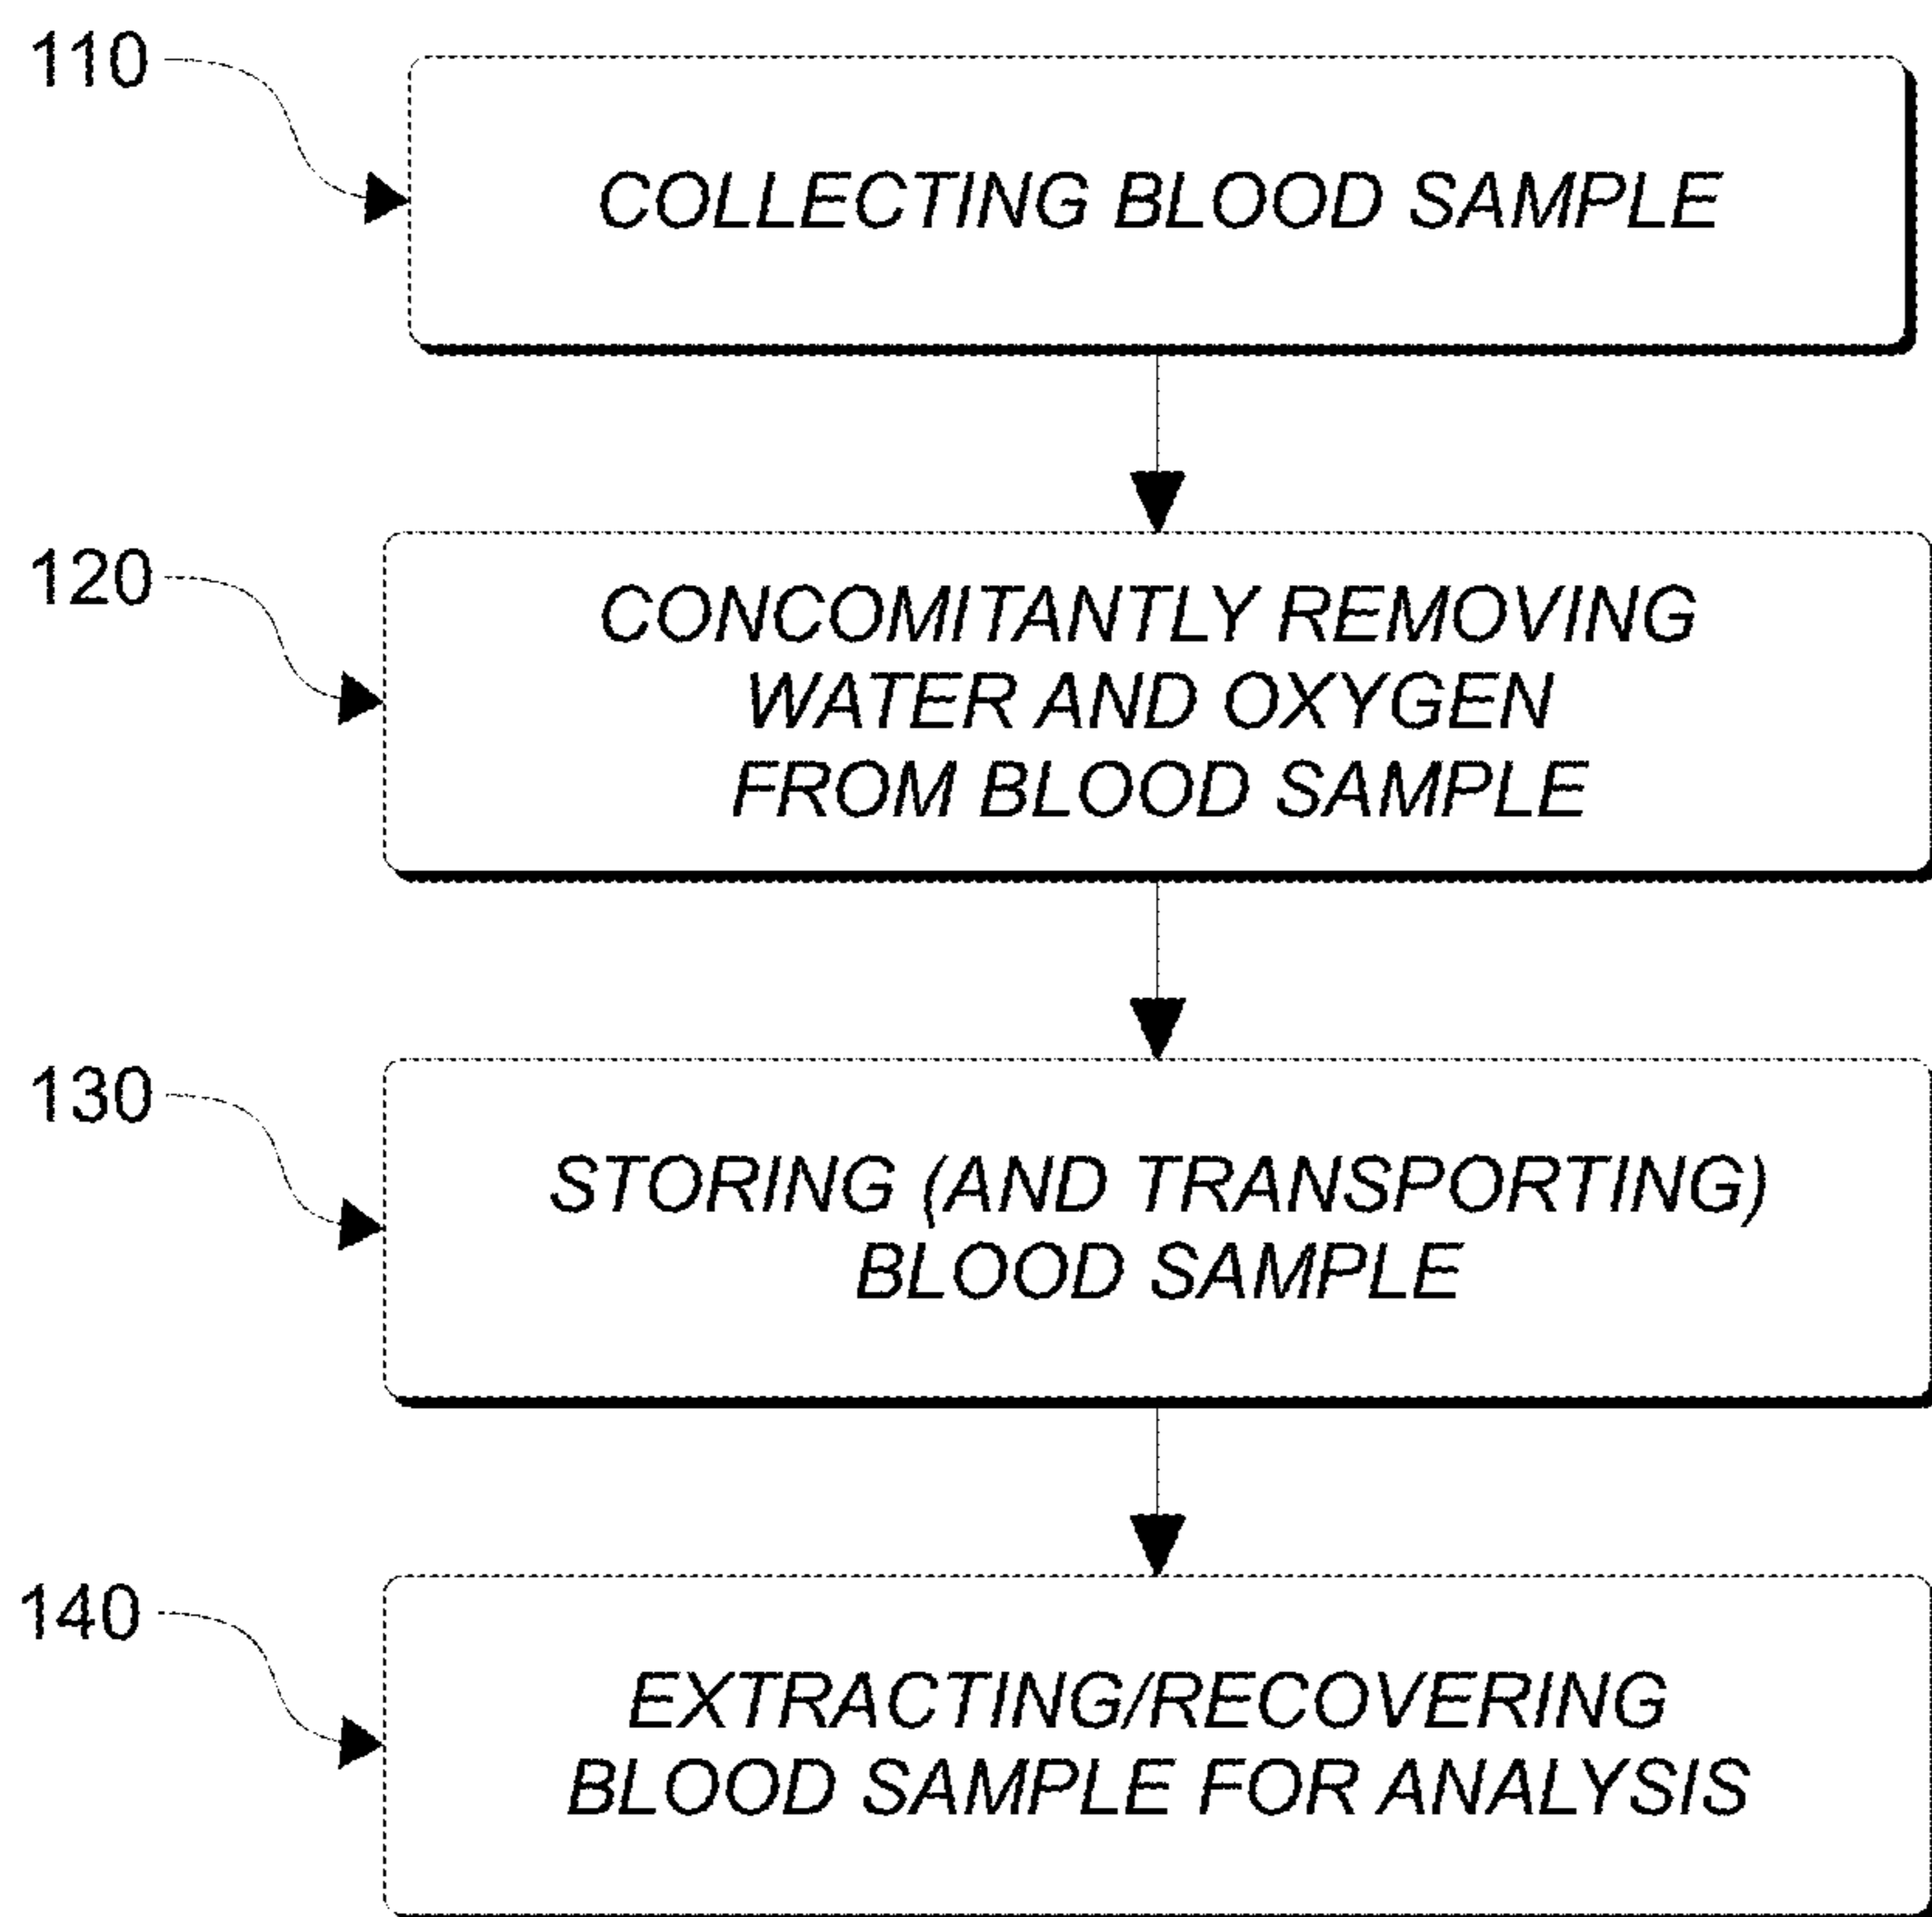 110
COLLECTING BLOOD SAMPLE
120
CONCOMITANTLY REMOVING
WATER AND OXYGEN
FROM BLOOD SAMPLE
130
STORING (AND TRANSPORTING)
BLOOD SAMPLE
140
EXTRACTING/RECOVERING
BLOOD SAMPLE FOR ANALYSIS